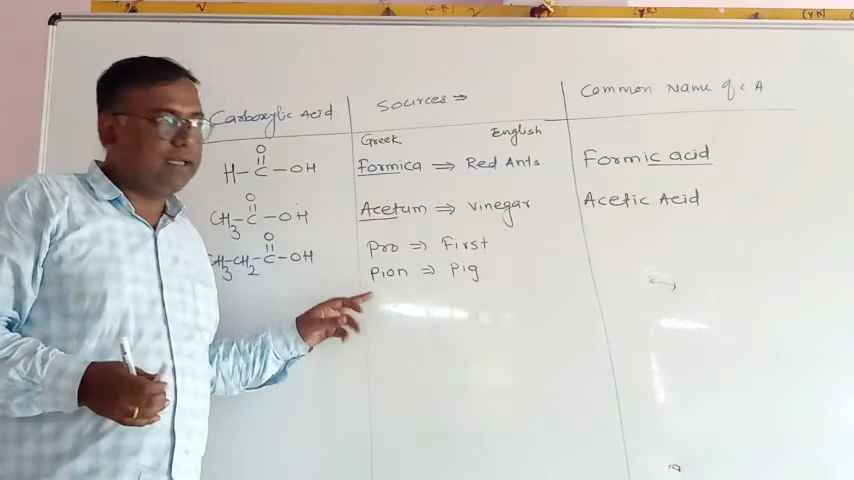 Carboxylic Acid Sources ⇒ Common Name of C A
Greek English
H-C-OH Formica ⇒ Red Ants Formic acid
O
CH3-C-OH Acetum ⇒ Vinegar Acetic Acid
O
CH3-CH2-C-OH Pro ⇒ First
O
Pion ⇒ Pig